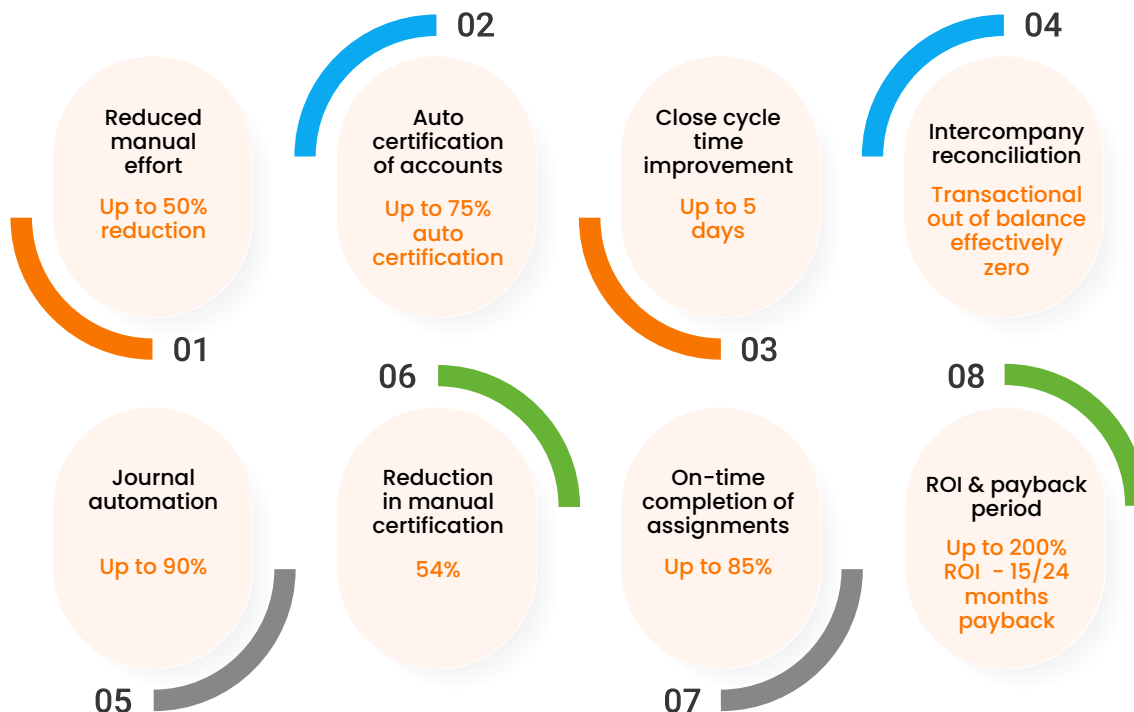 02
04
Reduced
manual
effort
Up to 50%
reduction
01
Auto
certification
of accounts
Up to 75%
auto
certification
Close cycle
time
improvement
Up to 5
days
03
Intercompany
reconciliation
Transactional
out of balance
effectively
zero
06
08
Journal
automation
Up to 90%
05
Reduction
in manual
certification
54%
On-time
completion of
assignments
Up to 85%
07
ROI & payback
period
Up to 200%
ROI - 15/24
months
payback